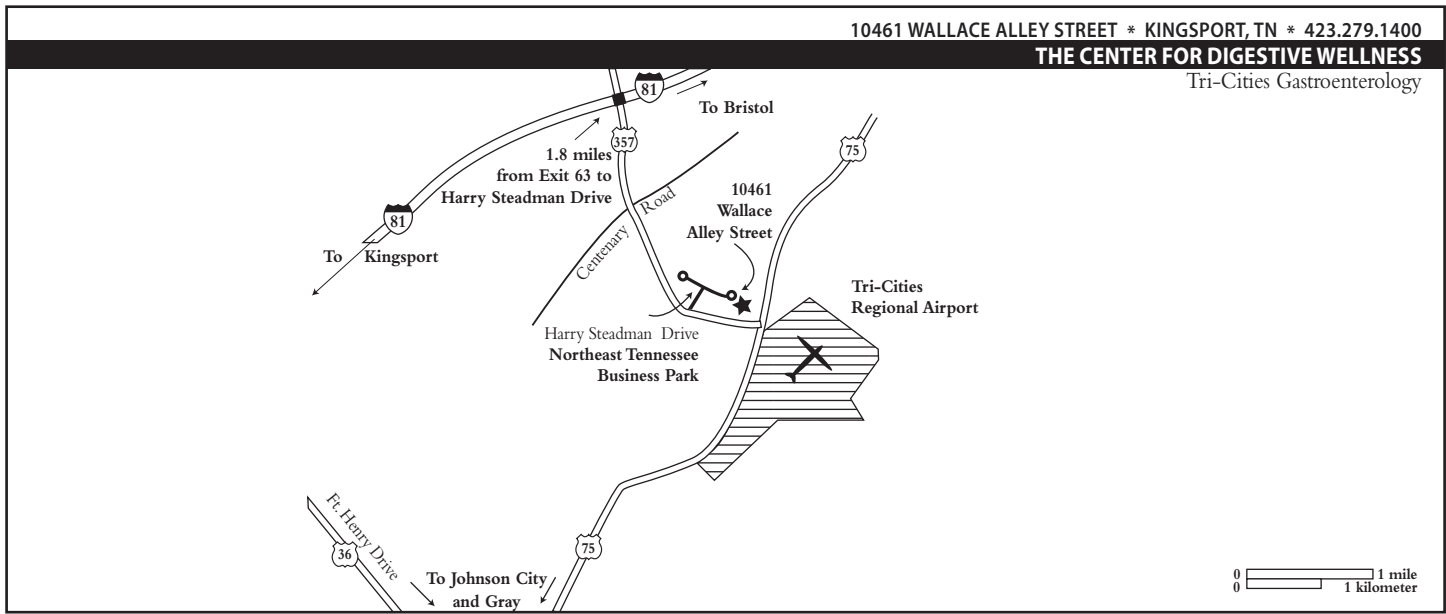 10461 WALLACE ALLEY STREET * KINGSPORT, TN * 423.279.1400
THE CENTER FOR DIGESTIVE WELLNESS
Tri-Cities Gastroenterology
81
To Bristol
357
75
1.8 miles
from Exit 63 to
Harry Steadman Drive
Centenary Road
10461
Wallace
Alley Street
81
To Kingsport
Tri-Cities
Regional Airport
Harry Steadman Drive
Northeast Tennessee
Business Park
Ft. Henry Drive
36
75
To Johnson City
and Gray
0 1 mile
0 1 kilometer